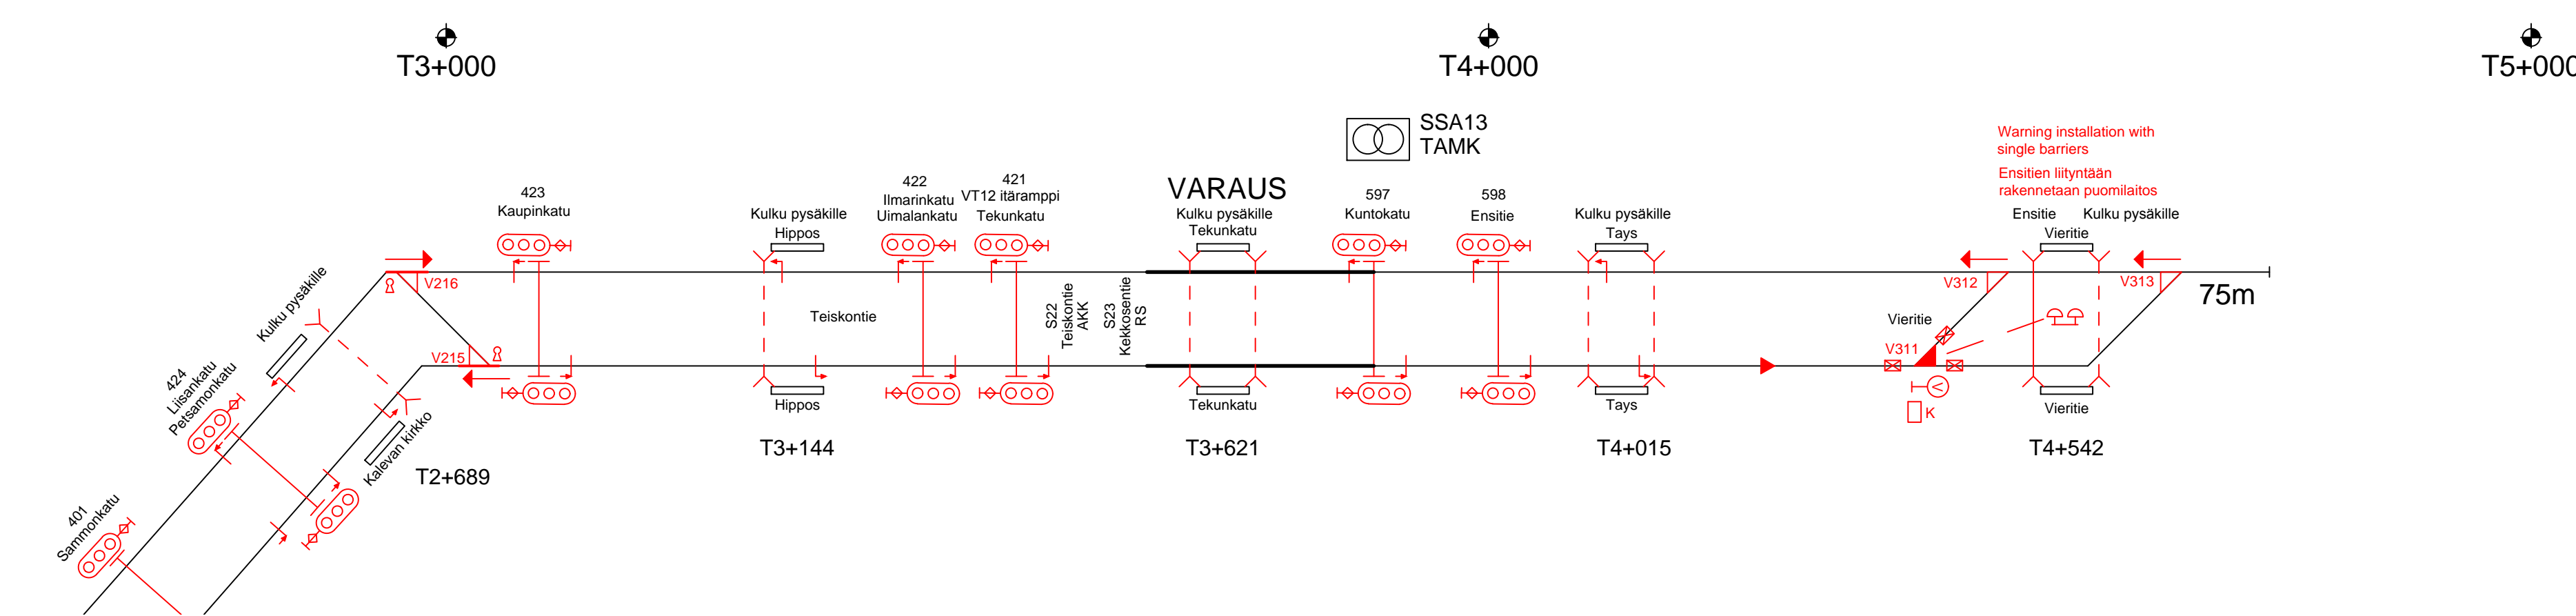 T3+000
T4+000
T5+000
SSA13
TAMK
Warning installation with
single barriers
Ensitien liityntään
rakennetaan puomilaitos
423
Kaupinkatu
Kulku pysäkille
Hippos
422
Ilmarinkatu
Uimalankatu
421
VT12 itäramppi
Tekunkatu
VARAUS
Kulku pysäkille
Tekunkatu
597
Kuntokatu
598
Ensitie
Kulku pysäkille
Tays
Ensitie
Kulku pysäkille
Vieritie
Kulku pysäkille
V216
V215
Teiskontie
S22
Teiskontie
AKK
S23
Kekkosentie
RS
V312
V313
75m
Vieritie
V311
K
Hippos
Tekunkatu
Tays
Vieritie
424
Liisankatu
Petsamonkatu
Kalevan kirkko
T2+689
T3+144
T3+621
T4+015
T4+542
401
Sammonkatu